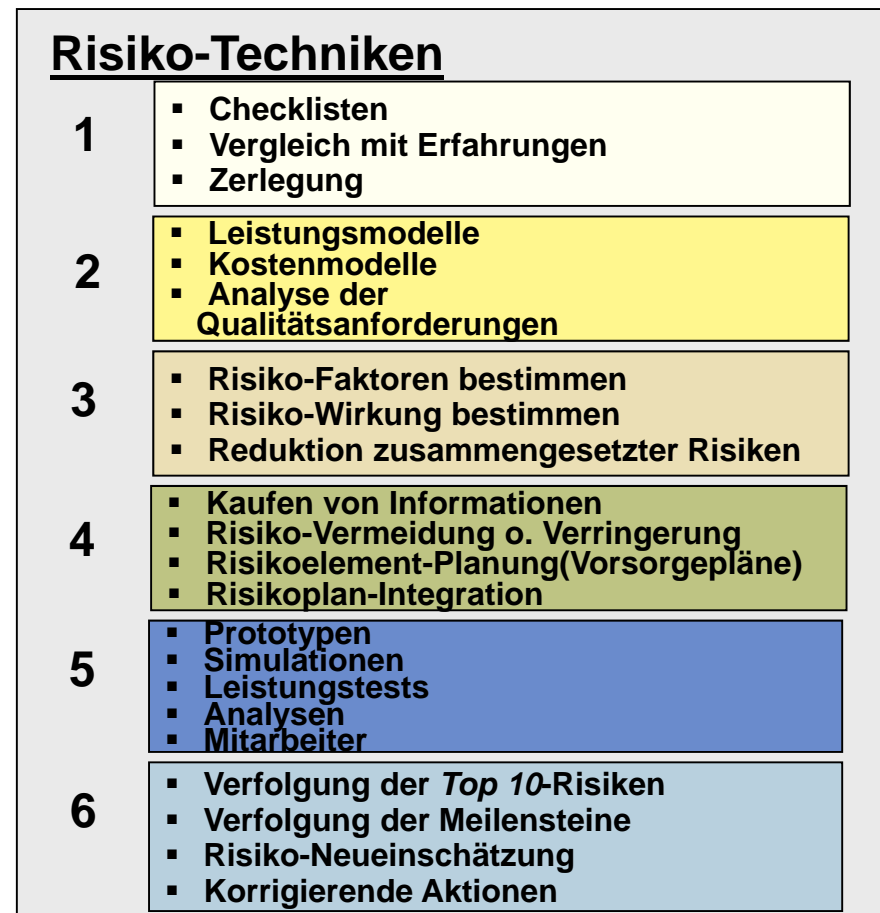 Risiko-Techniken
1
▪ Checklisten
▪ Vergleich mit Erfahrungen
▪ Zerlegung
2
▪ Leistungsmodelle
▪ Kostenmodelle
▪ Analyse der
Qualitätsanforderungen
3
▪ Risiko-Faktoren bestimmen
▪ Risiko-Wirkung bestimmen
▪ Reduktion zusammengesetzter Risiken
4
▪ Kaufen von Informationen
▪ Risiko-Vermeidung o. Verringerung
▪ Risikoelement-Planung(Vorsorgepläne)
▪ Risikoplan-Integration
5
▪ Prototypen
▪ Simulationen
▪ Leistungstests
▪ Analysen
▪ Mitarbeiter
6
▪ Verfolgung der Top 10-Risiken
▪ Verfolgung der Meilensteine
▪ Risiko-Neueinschätzung
▪ Korrigierende Aktionen